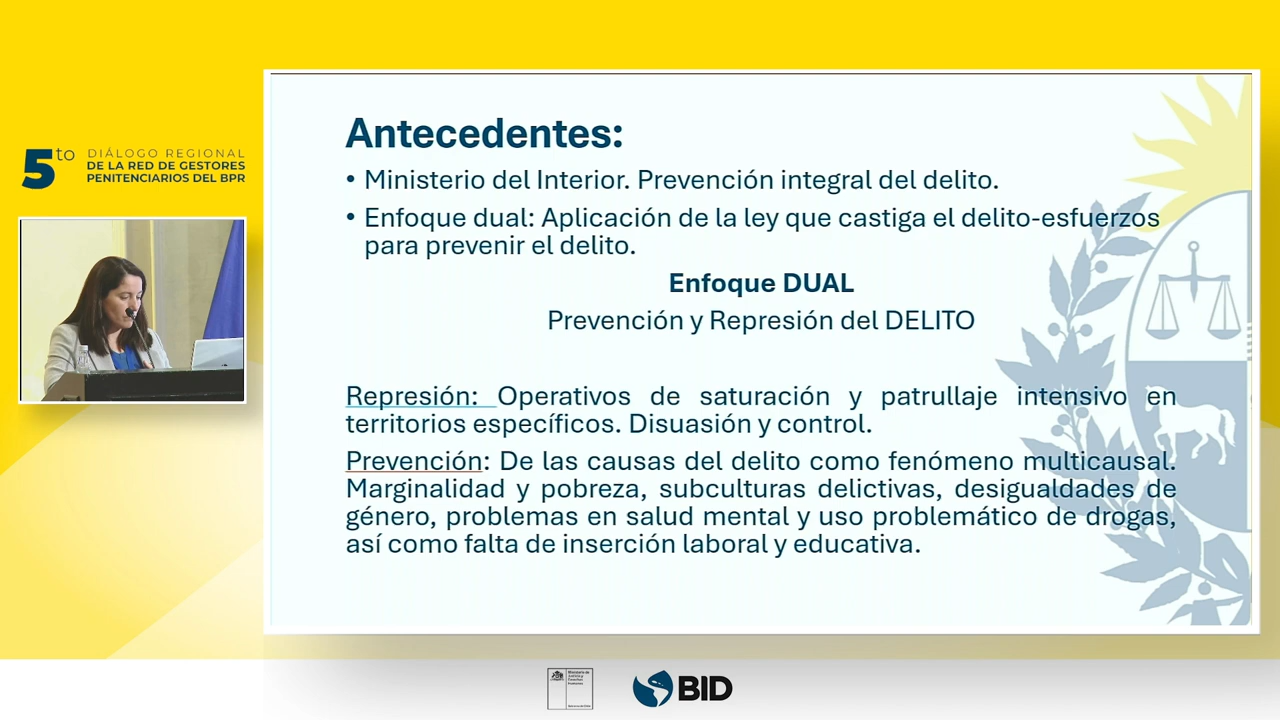 5to
DIÁLOGO REGIONAL
DE LA RED DE GESTORES
PENITENCIARIOS DEL BPR
Antecedentes:
• Ministerio del Interior. Prevención integral del delito.
• Enfoque dual: Aplicación de la ley que castiga el delito-esfuerzos
para prevenir el delito.
Enfoque DUAL
Prevención y Represión del DELITO
Represión: Operativos de saturación y patrullaje intensivo en
territorios específicos. Disuasión y control.
Prevención: De las causas del delito como fenómeno multicausal.
Marginalidad y pobreza, subculturas delictivas, desigualdades de
género, problemas en salud mental y uso problemático de drogas,
así como falta de inserción laboral y educativa.
BID